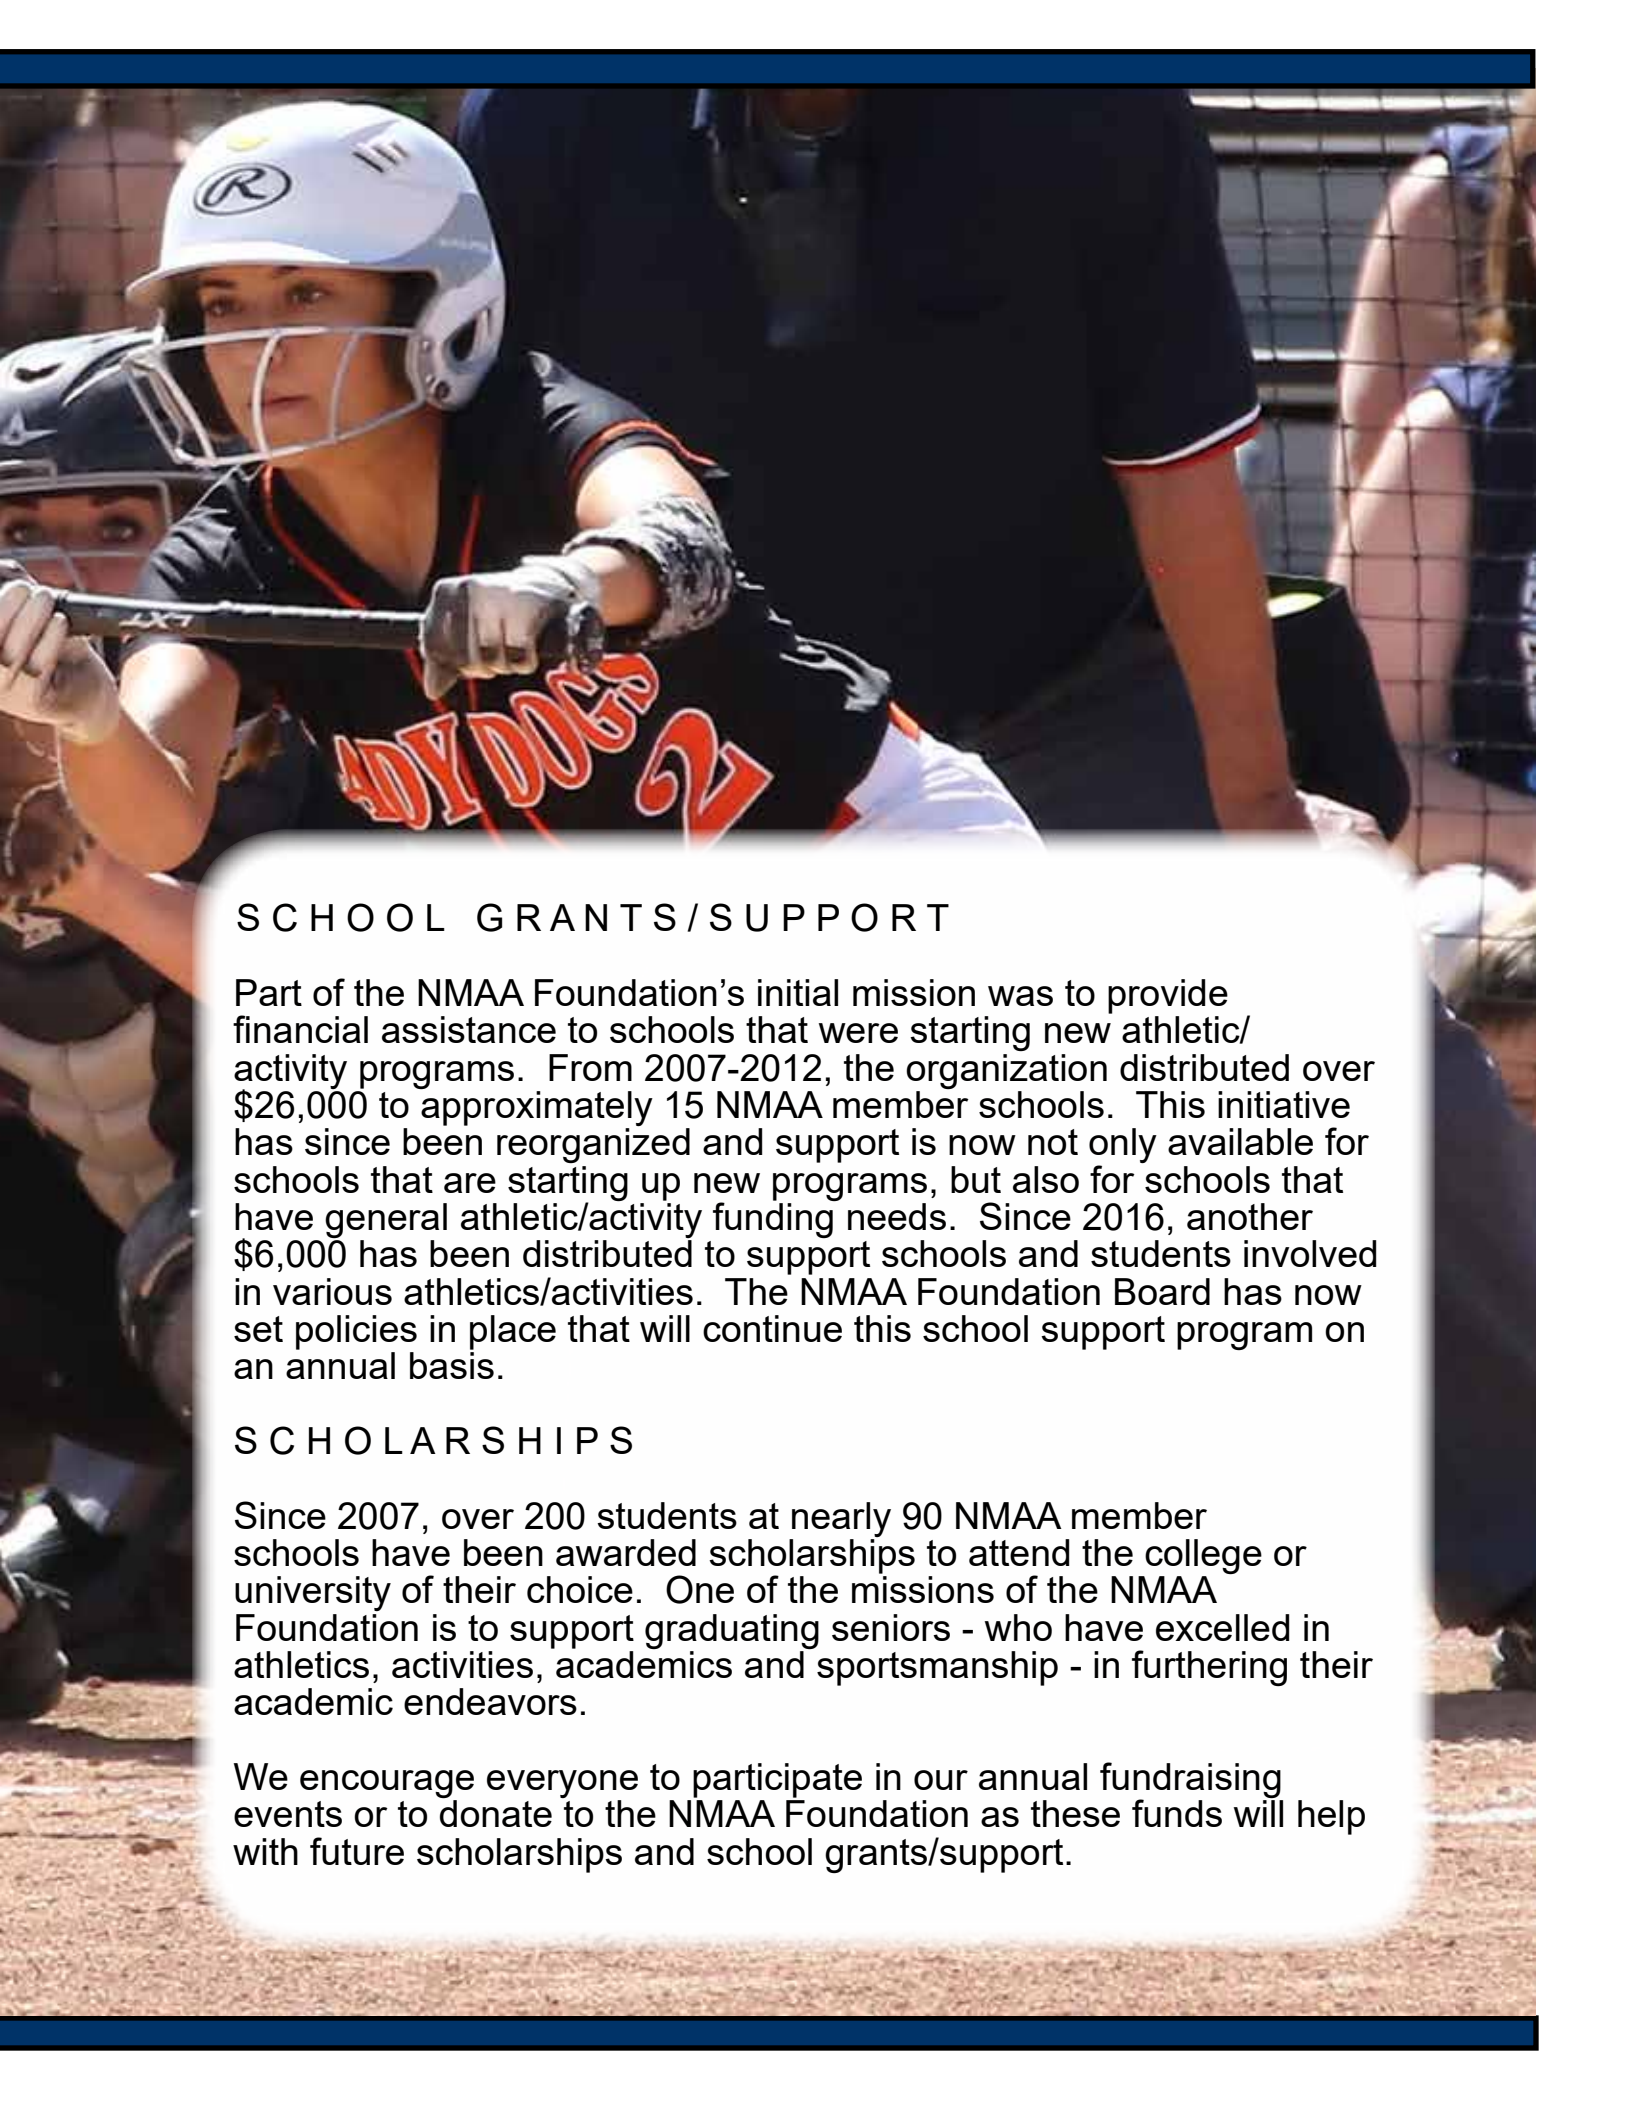 R
LXT
ADY DOGS
2
SCHOOL GRANTS/SUPPORT
Part of the NMAA Foundation’s initial mission was to provide
financial assistance to schools that were starting new athletic/
activity programs.  From 2007-2012, the organization distributed over
$26,000 to approximately 15 NMAA member schools.  This initiative
has since been reorganized and support is now not only available for
schools that are starting up new programs, but also for schools that
have general athletic/activity funding needs.  Since 2016, another
$6,000 has been distributed to support schools and students involved
in various athletics/activities.  The NMAA Foundation Board has now
set policies in place that will continue this school support program on
an annual basis.
SCHOLARSHIPS
Since 2007, over 200 students at nearly 90 NMAA member
schools have been awarded scholarships to attend the college or
university of their choice.  One of the missions of the NMAA
Foundation is to support graduating seniors - who have excelled in
athletics, activities, academics and sportsmanship - in furthering their
academic endeavors.
We encourage everyone to participate in our annual fundraising
events or to donate to the NMAA Foundation as these funds will help
with future scholarships and school grants/support.